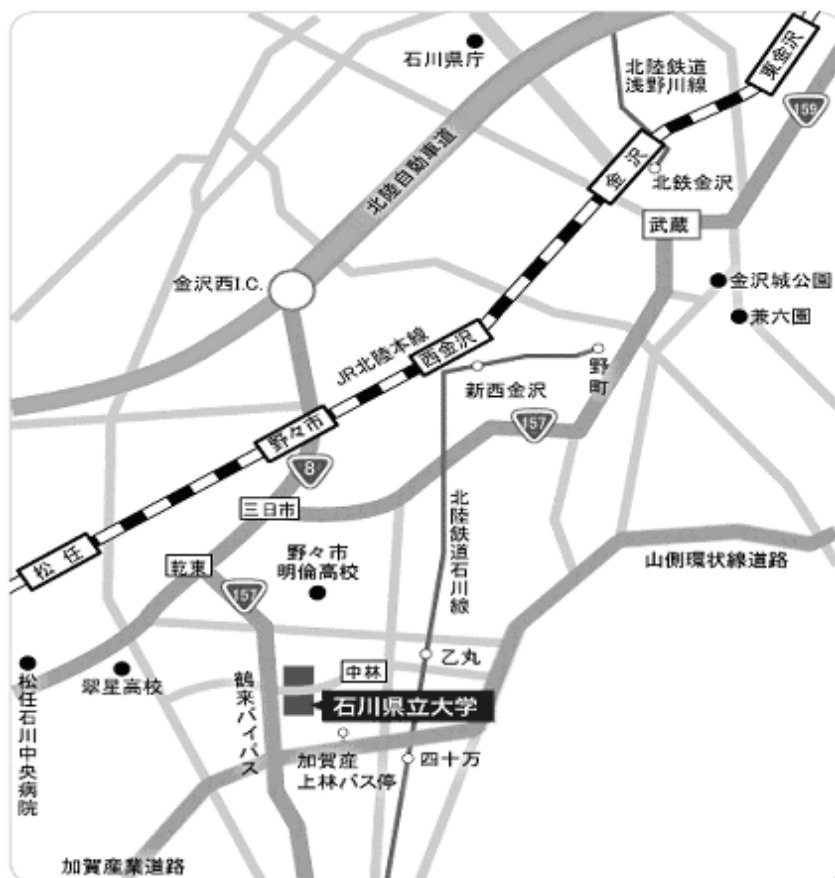 石川県庁
北陸鉄道
浅野川線
東金沢
159
北陸自動車道
金沢
北鉄金沢
武蔵
金沢西I.C.
金沢城公園
兼六園
JR北陸本線
西金沢
新西金沢
野町
野々市
157
8
三日市
北陸鉄道石川線
松任
乾東
野々市
明倫高校
山側環状線道路
157
乙丸
中林
翠星高校
松任石川中央病院
鶴来バイパス
石川県立大学
加賀産
上林バス停
四十万
加賀産業道路